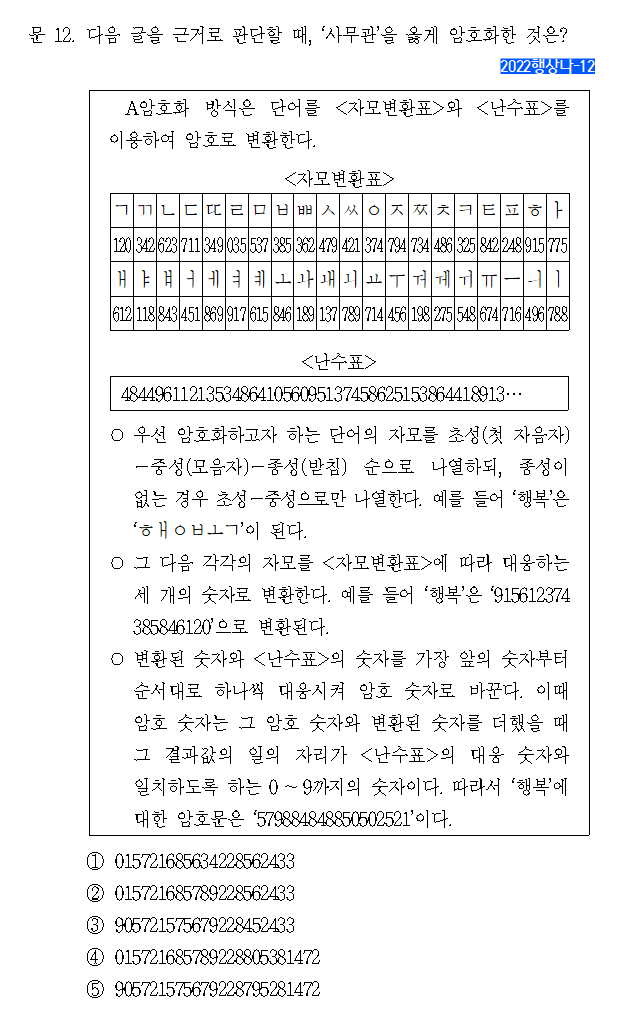 문 12. 다음 글을 근거로 판단할 때, ‘사무관’을 옳게 암호화한 것은?
2022행상나-12
A암호화 방식은 단어를 <자모변환표>와 <난수표>를
이용하여 암호로 변환한다.
<자모변환표>
ㄱ ㄲ ㄴ ㄷ ㄸ ㄹ ㅁ ㅂ ㅃ ㅅ ㅆ ㅇ ㅈ ㅉ ㅊ ㅋ ㅌ ㅍ ㅎ ㅏ
120 342 623 711 349 035 537 385 362 479 421 374 794 734 486 325 842 248 915 775
ㅐ ㅑ ㅒ ㅓ ㅔ ㅕ ㅖ ㅗ ㅘ ㅙ ㅚ ㅛ ㅜ ㅝ ㅞ ㅟ ㅠ ㅡ ㅢ ㅣ
612 118 843 451 869 917 615 846 189 137 789 714 456 198 275 548 674 716 496 788
<난수표>
484496112135348641056095137458625153864418913…
○ 우선 암호화하고자 하는 단어의 자모를 초성(첫 자음자)
－중성(모음자)－종성(받침) 순으로 나열하되, 종성이
없는 경우 초성－중성으로만 나열한다. 예를 들어 ‘행복’은
‘ㅎㅐㅇㅂㅗㄱ’이 된다.
○ 그 다음 각각의 자모를 <자모변환표>에 따라 대응하는
세 개의 숫자로 변환한다. 예를 들어 ‘행복’은 ‘915612374
385846120’으로 변환된다.
○ 변환된 숫자와 <난수표>의 숫자를 가장 앞의 숫자부터
순서대로 하나씩 대응시켜 암호 숫자로 바꾼다. 이때
암호 숫자는 그 암호 숫자와 변환된 숫자를 더했을 때
그 결과값의 일의 자리가 <난수표>의 대응 숫자와
일치하도록 하는 0 ~ 9까지의 숫자이다. 따라서 ‘행복’에
대한 암호문은 ‘579884848850502521’이다.
① 015721685634228562433
② 015721685789228562433
③ 905721575679228452433
④ 015721685789228805381472
⑤ 905721575679228795281472